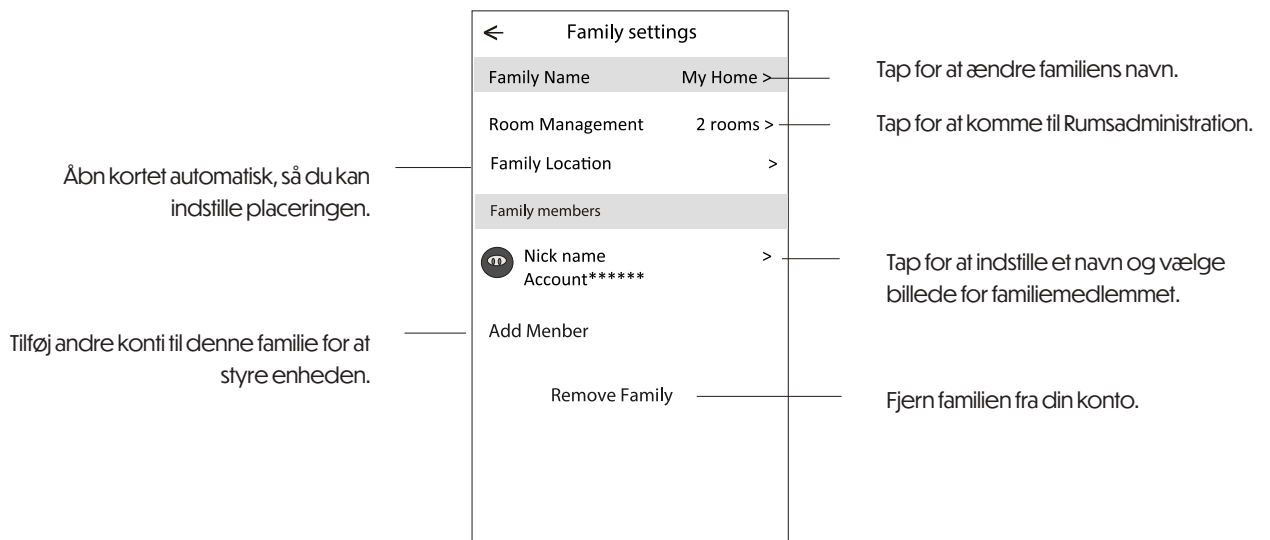 Family settings
Family Name My Home >
Tap for at ændre familiens navn.
Room Management 2 rooms >
Tap for at komme til Rumsadministration.
Family Location >
Åbn kortet automatisk, så du kan
indstille placeringen.
Family members
Nick name >
Account******
Tap for at indstille et navn og vælge
billede for familiemedlemmet.
Add Menber
Tilføj andre konti til denne familie for at
styre enheden.
Remove Family
Fjern familien fra din konto.